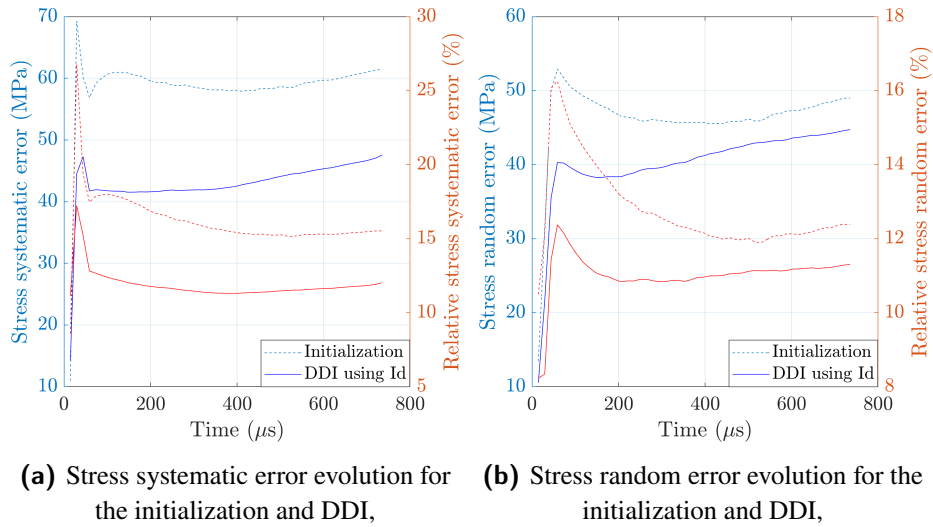 70
60
50
40
30
20
10
Stress systematic error (MPa)
30
25
20
15
10
5
Relative stress systematic error (%)
Initialization
DDI using Id
0 200 400 600 800
Time (μs)
60
50
40
30
20
10
Stress random error (MPa)
18
16
14
12
10
8
Relative stress random error (%)
Initialization
DDI using Id
0 200 400 600 800
Time (μs)
(a) Stress systematic error evolution for
the initialization and DDI,
(b) Stress random error evolution for the
initialization and DDI,